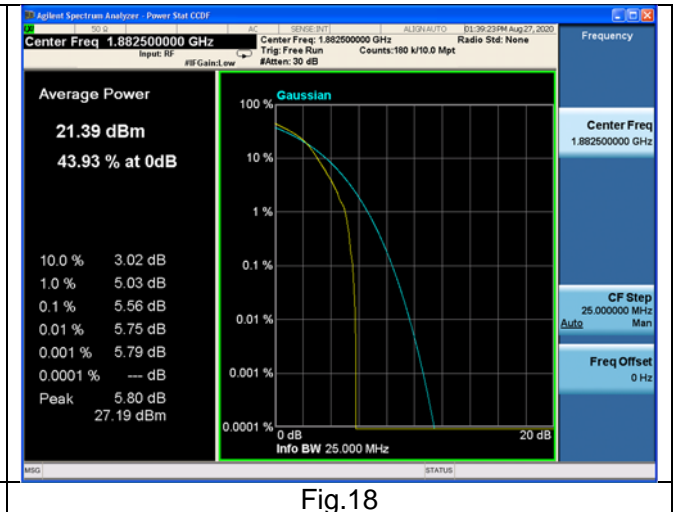 Agilent Spectrum Analyzer - Power Stat CCDF
50 Ω AC SENSE:INT ALIGN AUTO 01:39:23 PM Aug 27, 2020
Center Freq 1.882500000 GHz
Input: RF
#IFGain:Low
Center Freq: 1.882500000 GHz Radio Std: None
Trig: Free Run Counts:180 k/10.0 Mpt
#Atten: 30 dB
Frequency
Average Power
21.39 dBm
43.93 % at 0dB
10.0 % 3.02 dB
1.0 % 5.03 dB
0.1 % 5.56 dB
0.01 % 5.75 dB
0.001 % 5.79 dB
0.0001 % --- dB
Peak 5.80 dB
27.19 dBm
Gaussian
100 %
10 %
1 %
0.1 %
0.01 %
0.001 %
0.0001 %
0 dB 20 dB
Info BW 25.000 MHz
Center Freq
1.882500000 GHz
CF Step
25.000000 MHz
Auto Man
Freq Offset
0 Hz
MSG STATUS
Fig.18